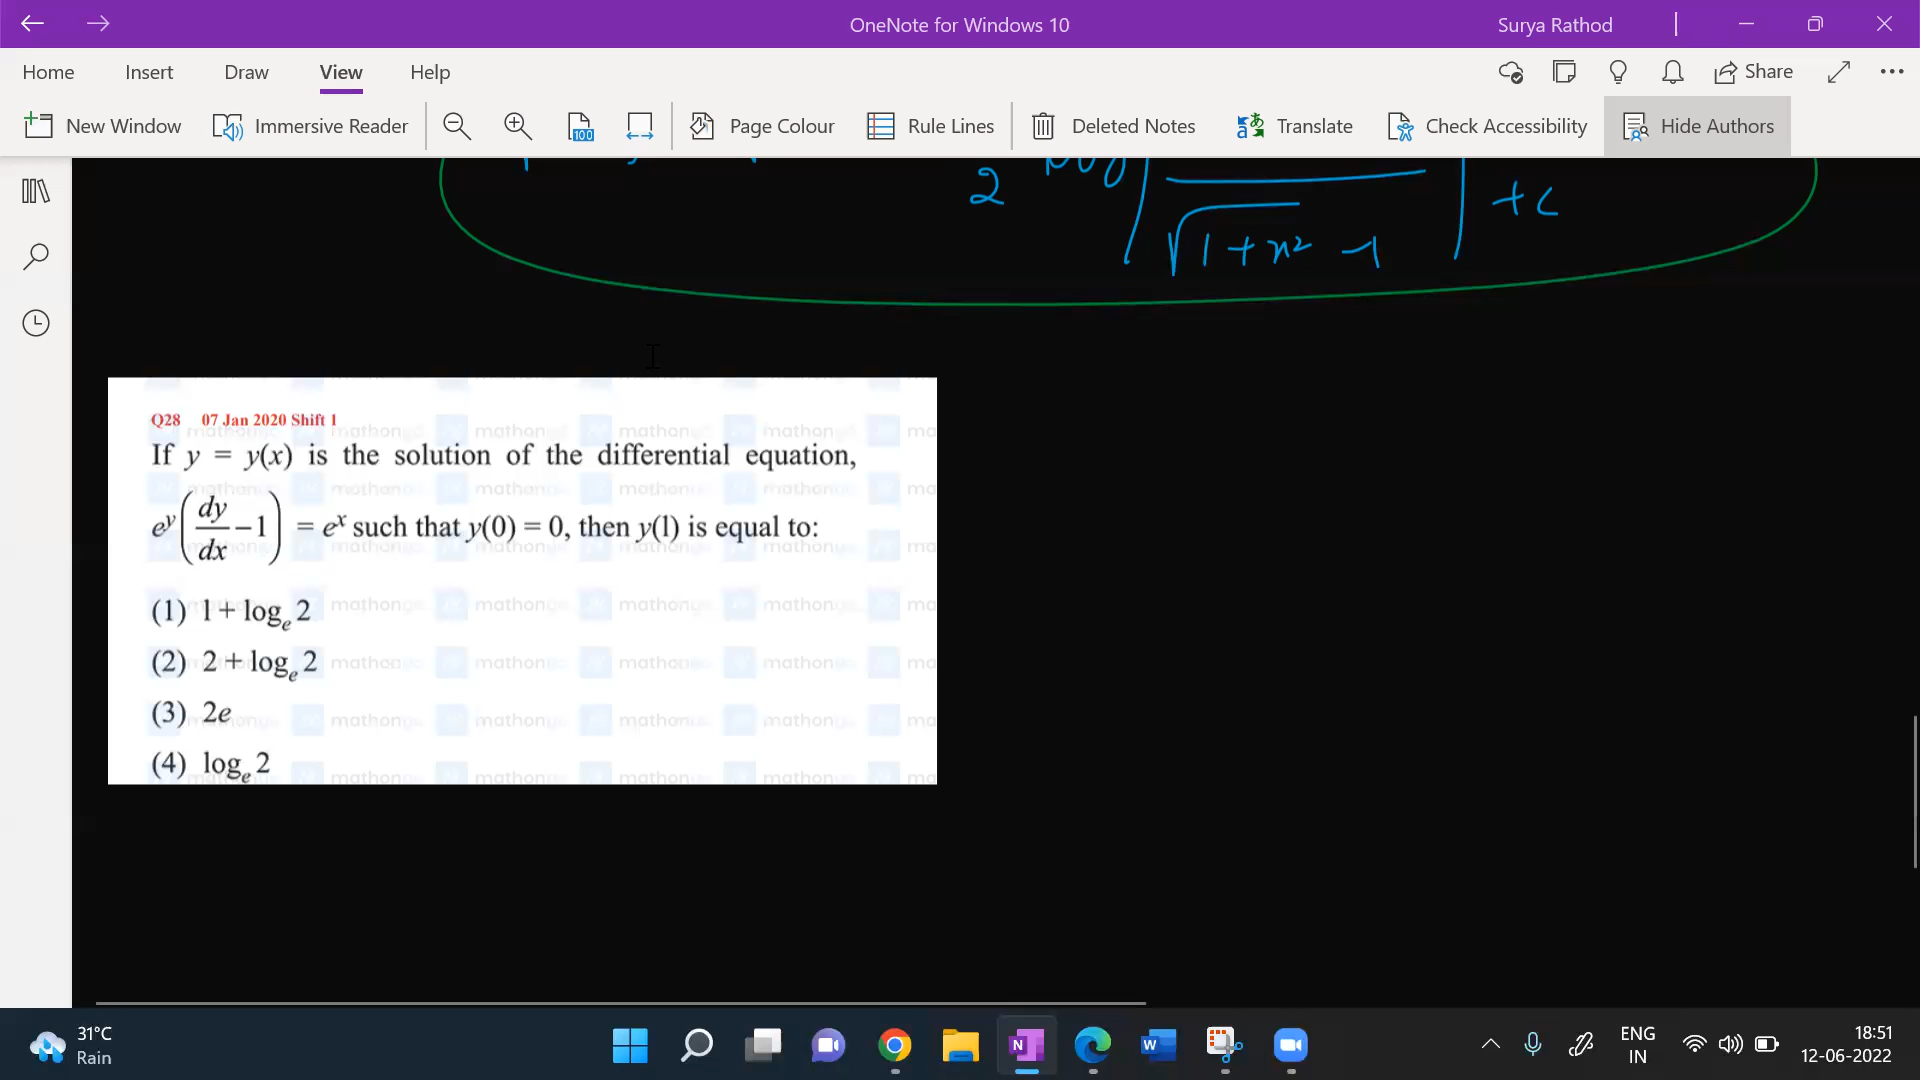 OneNote for Windows 10
Surya Rathod
Home Insert Draw View Help
Share
New Window Immersive Reader 100 Page Colour Rule Lines Deleted Notes Translate Check Accessibility Hide Authors
2 + c
√1 + x² - 1
Q28 07 Jan 2020 Shift 1
If y = y(x) is the solution of the differential equation,
e^y (dy/dx − 1) = e^x such that y(0) = 0, then y(1) is equal to:
(1) 1 + log_e 2
(2) 2 + log_e 2
(3) 2e
(4) log_e 2
mathongo
31°C
Rain
ENG
IN
18:51
12-06-2022